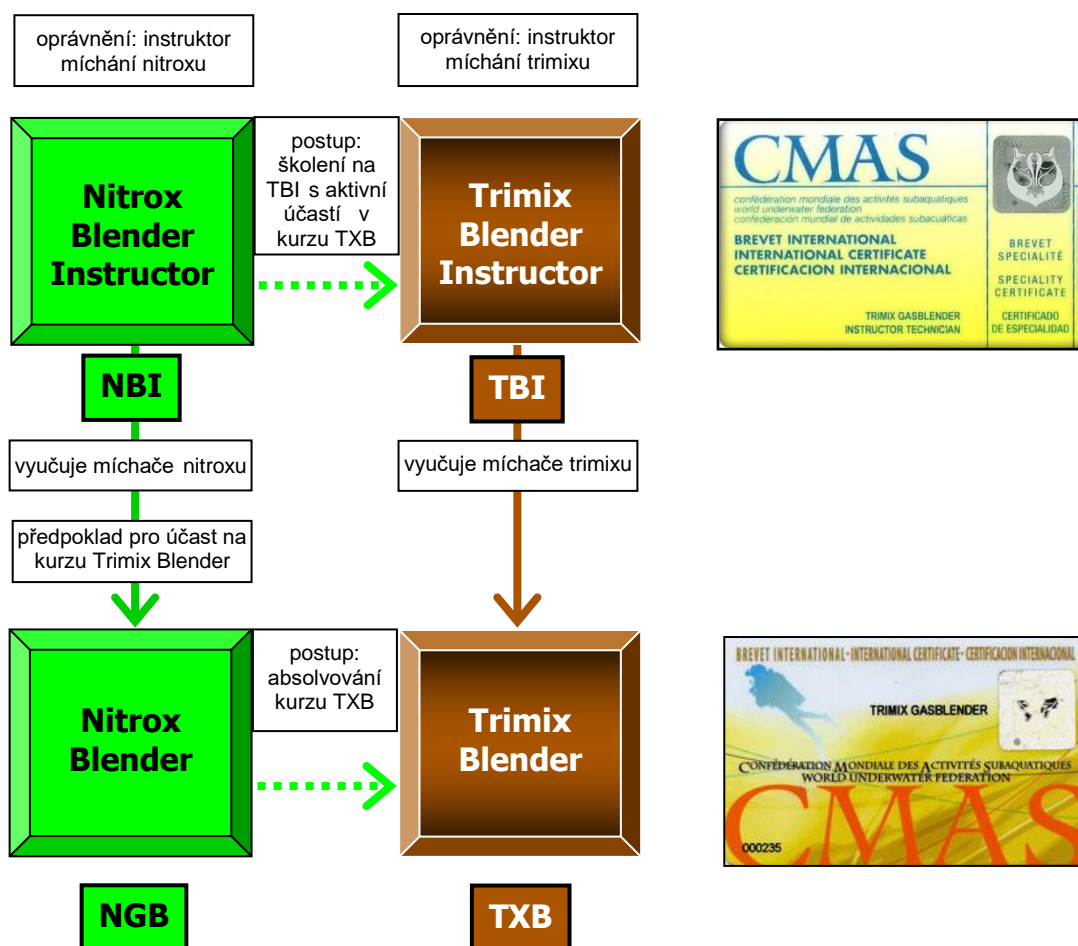 oprávnění: instruktor
míchání nitroxu
oprávnění: instruktor
míchání trimixu
Nitrox
Blender
Instructor
postup:
školení na
TBI s aktivní
účastí v
kurzu TXB
Trimix
Blender
Instructor
CMAS
confédération mondiale des activités subaquatiques
world underwater federation
confederación mundial de actividades subacuáticas
BREVET INTERNATIONAL
INTERNATIONAL CERTIFICATE
CERTIFICACION INTERNACIONAL
TRIMIX GASBLENDER
INSTRUCTOR TECHNICIAN
BREVET
SPECIALITÉ
SPECIALITY
CERTIFICATE
CERTIFICADO
DE ESPECIALIDAD
NBI
TBI
vyučuje míchače nitroxu
vyučuje míchače trimixu
předpoklad pro účast na
kurzu Trimix Blender
Nitrox
Blender
postup:
absolvování
kurzu TXB
Trimix
Blender
BREVET INTERNATIONAL-INTERNATIONAL CERTIFICATE-CERTIFICACION INTERNACIONAL
TRIMIX GASBLENDER
CONFÉDÉRATION MONDIALE DES ACTIVITÉS SUBAQUATIQUES
WORLD UNDERWATER FEDERATION
CMAS
000235
NGB
TXB